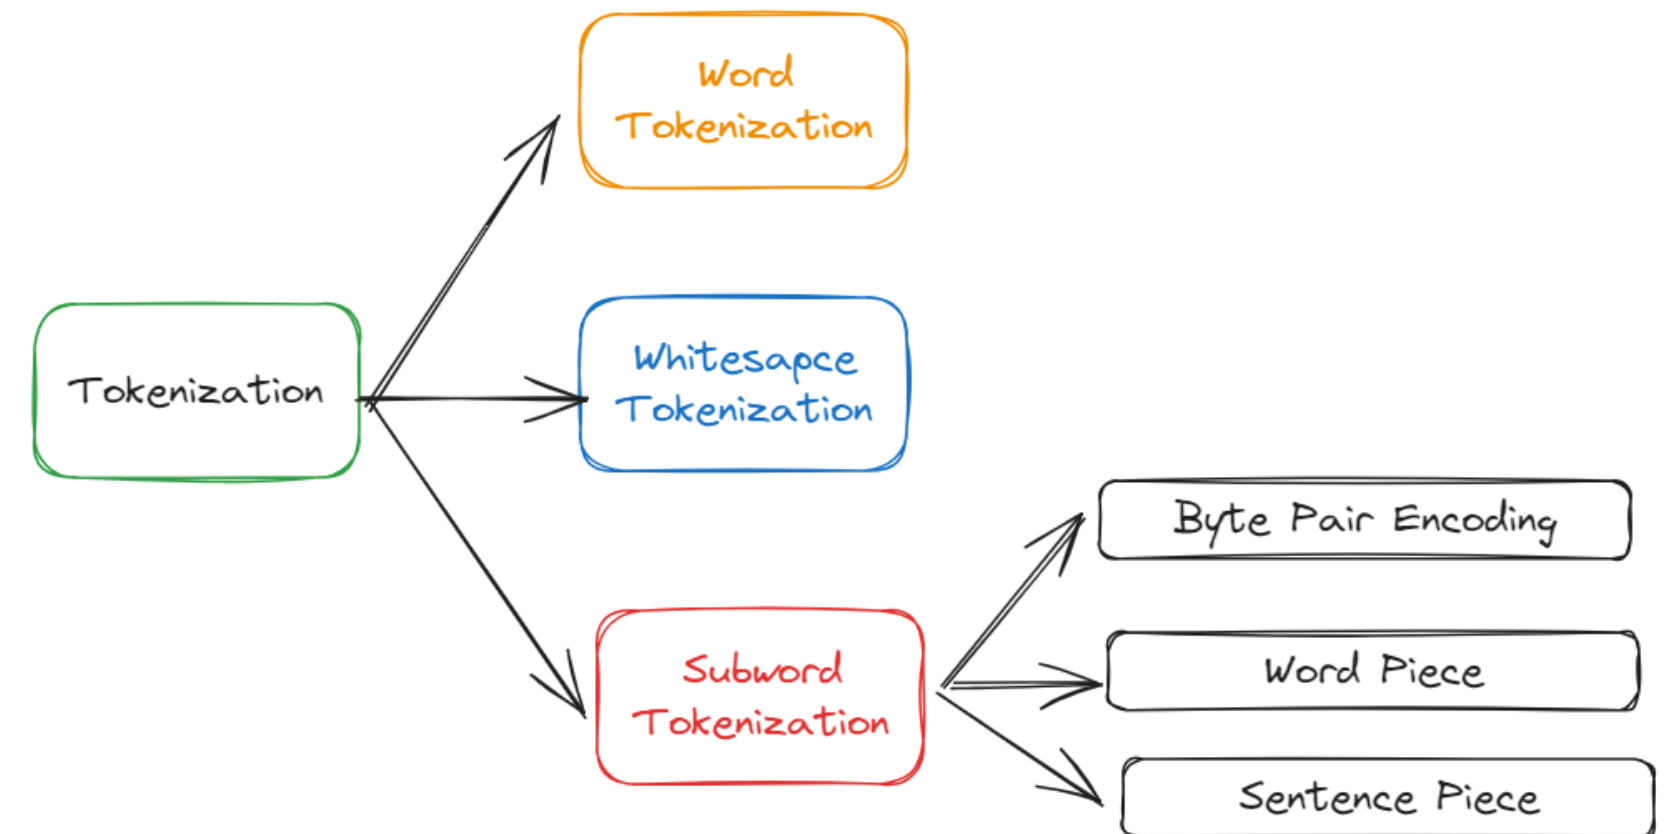 Word
Tokenization
Tokenization
Whitesapce
Tokenization
Subword
Tokenization
Byte Pair Encoding
Word Piece
Sentence Piece